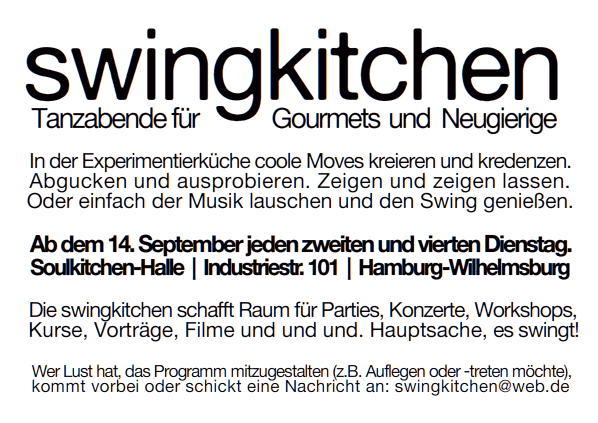 swingkitchen
Tanzabende für Gourmets und Neugierige
In der Experimentierküche coole Moves kreieren und kredenzen.
Abgucken und ausprobieren. Zeigen und zeigen lassen.
Oder einfach der Musik lauschen und den Swing genießen.
Ab dem 14. September jeden zweiten und vierten Dienstag.
Soulkitchen-Halle | Industriestr. 101 | Hamburg-Wilhelmsburg
Die swingkitchen schafft Raum für Parties, Konzerte, Workshops,
Kurse, Vorträge, Filme und und und. Hauptsache, es swingt!
Wer Lust hat, das Programm mitzugestalten (z.B. Auflegen oder -treten möchte),
kommt vorbei oder schickt eine Nachricht an: swingkitchen@web.de